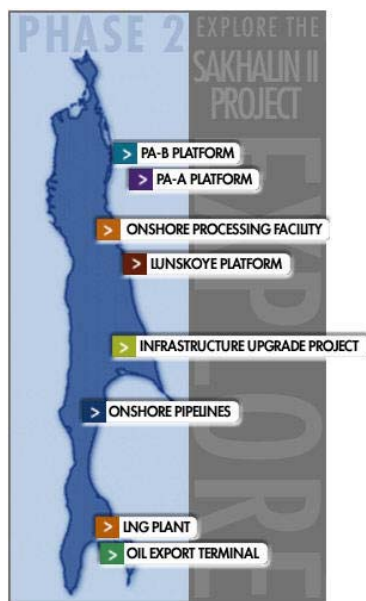 PHASE 2
EXPLORE THE
SAKHALIN II
PROJECT
EXPLORE
> PA-B PLATFORM
> PA-A PLATFORM
> ONSHORE PROCESSING FACILITY
> LUNSKOYE PLATFORM
> INFRASTRUCTURE UPGRADE PROJECT
> ONSHORE PIPELINES
> LNG PLANT
> OIL EXPORT TERMINAL